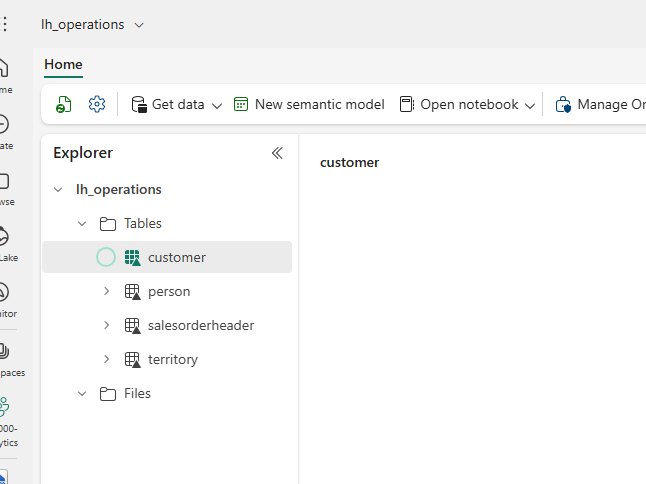 lh_operations
Home
Get data
New semantic model
Open notebook
Manage On
Explorer
customer
lh_operations
Tables
customer
person
salesorderheader
territory
Files
me
ate
wse
Lake
itor
paces
000-
ytics